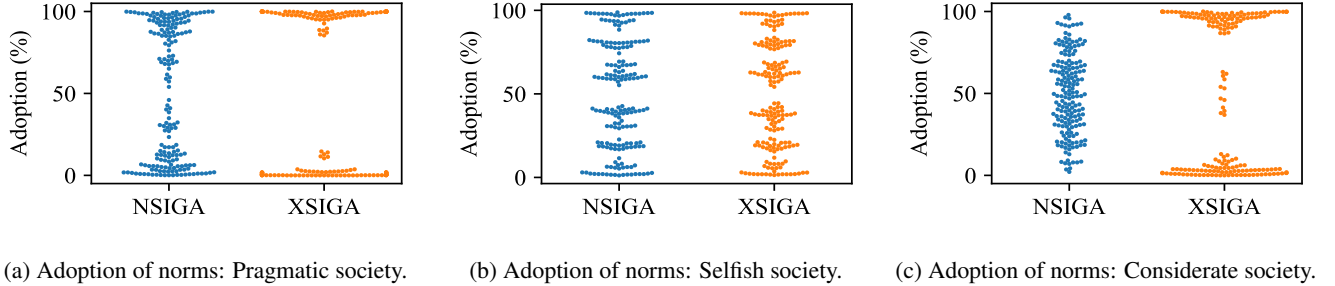 Adoption (%)
100
50
0
NSIGA
XSIGA
(a) Adoption of norms: Pragmatic society.
Adoption (%)
100
50
0
NSIGA
XSIGA
(b) Adoption of norms: Selfish society.
Adoption (%)
100
50
0
NSIGA
XSIGA
(c) Adoption of norms: Considerate society.